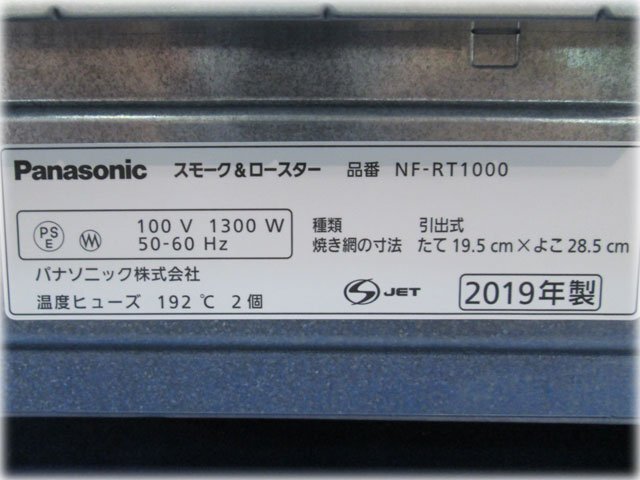 Panasonic スモーク&ロースター 品番 NF-RT1000
PS E 100 V 1300 W
50-60 Hz
種類 引出式
焼き網の寸法 たて 19.5 cm×よこ 28.5 cm
パナソニック株式会社
温度ヒューズ 192 ℃ 2 個
S JET 2019年製